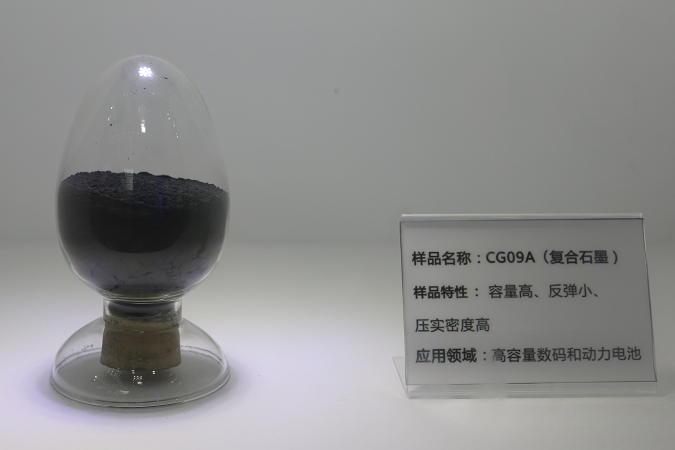 样品名称：CG09A（复合石墨）
样品特性： 容量高、反弹小、
压实密度高
应用领域：高容量数码和动力电池